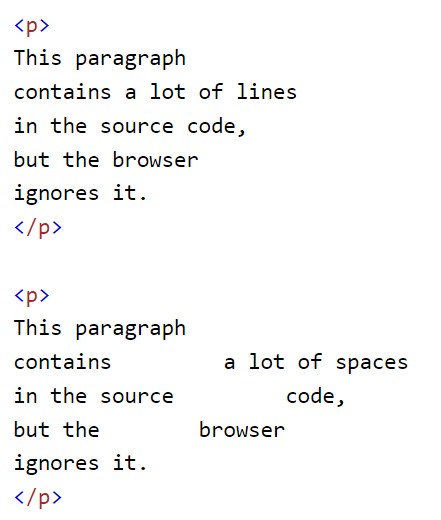 <p>
This paragraph
contains a lot of lines
in the source code,
but the browser
ignores it.
</p>

<p>
This paragraph
contains         a lot of spaces
in the source         code,
but the        browser
ignores it.
</p>